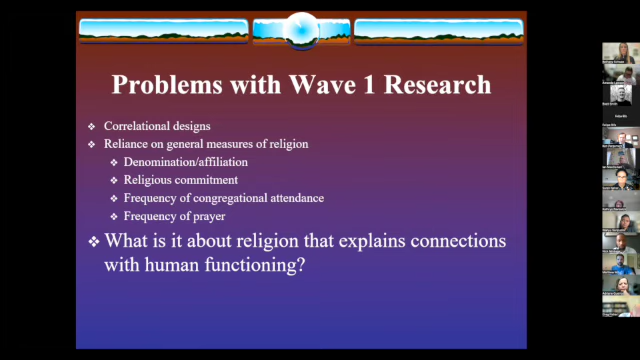 Problems with Wave 1 Research
❖ Correlational designs
❖ Reliance on general measures of religion
❖ Denomination/affiliation
❖ Religious commitment
❖ Frequency of congregational attendance
❖ Frequency of prayer
❖ What is it about religion that explains connections
with human functioning?